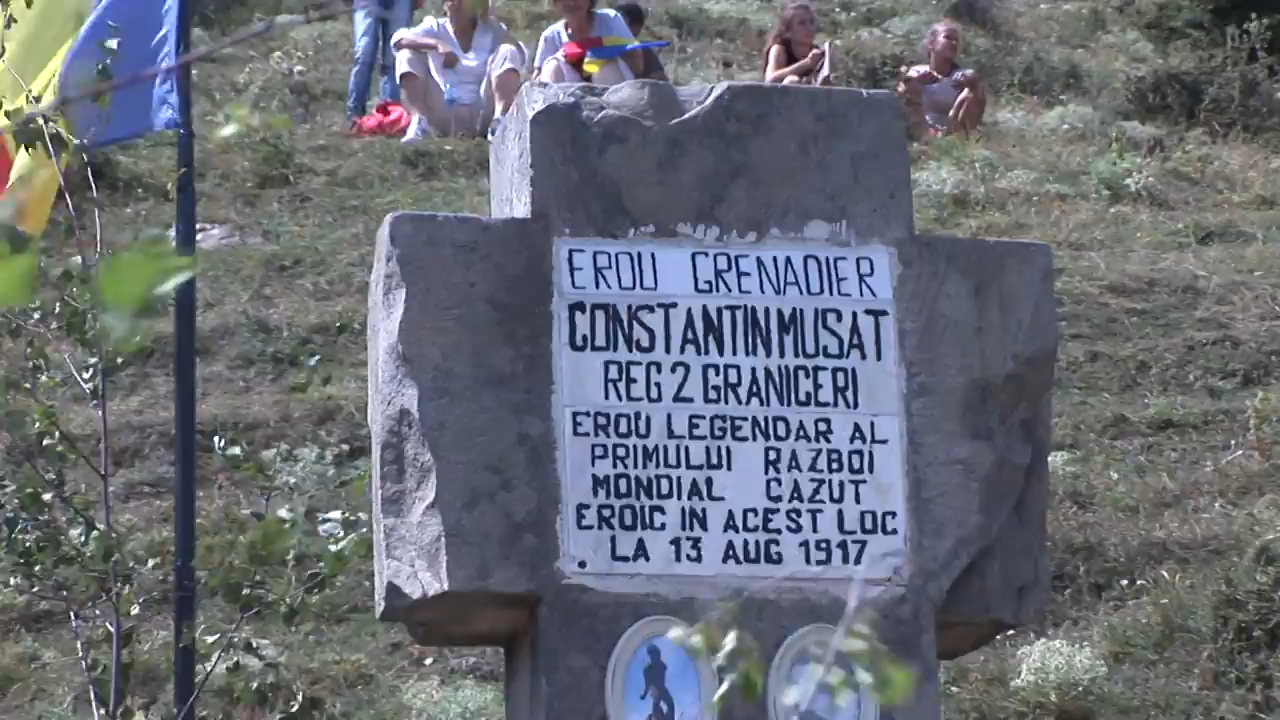 EROU GRENADIER
CONSTANTIN MUSAT
REG 2 GRANICERI
EROU LEGENDAR AL
PRIMULUI RAZBOI
MONDIAL CAZUT
EROIC IN ACEST LOC
LA 13 AUG 1917